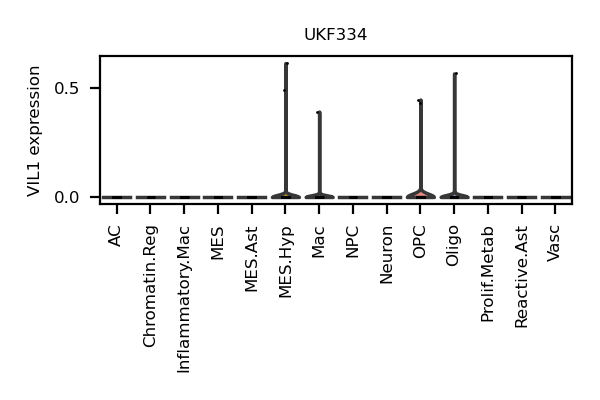 UKF334
VIL1 expression
0.5
0.0
AC
Chromatin.Reg
Inflammatory.Mac
MES
MES.Ast
MES.Hyp
Mac
NPC
Neuron
OPC
Oligo
Prolif.Metab
Reactive.Ast
Vasc